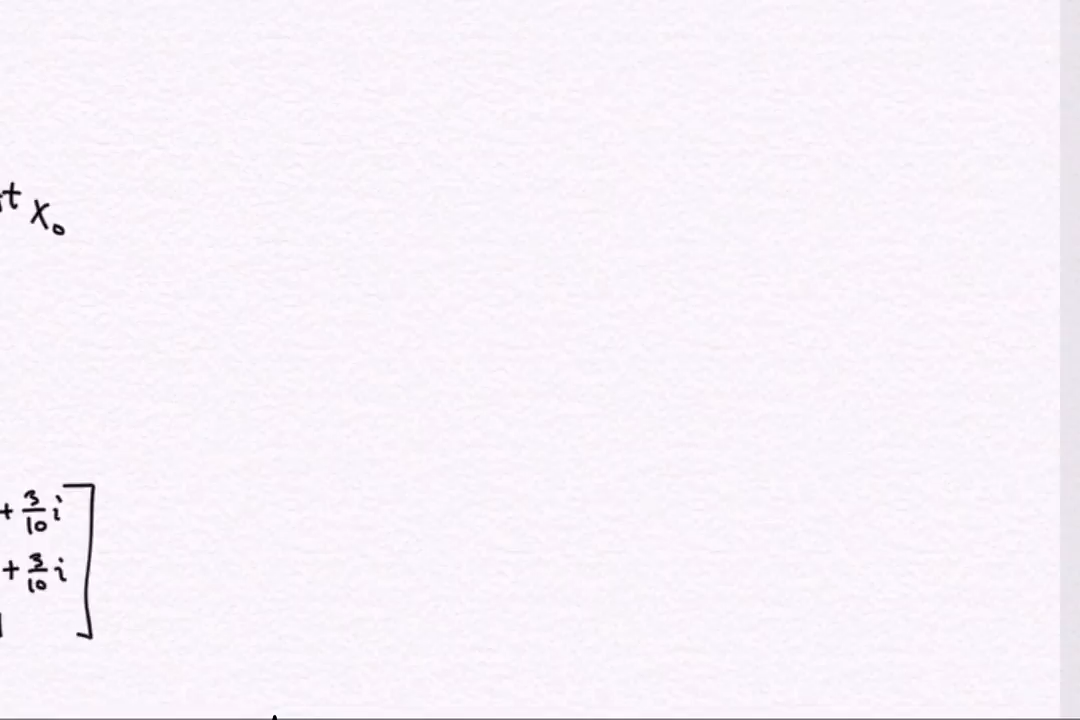 t x₀
+ 3/10 i
+ 3/10 i